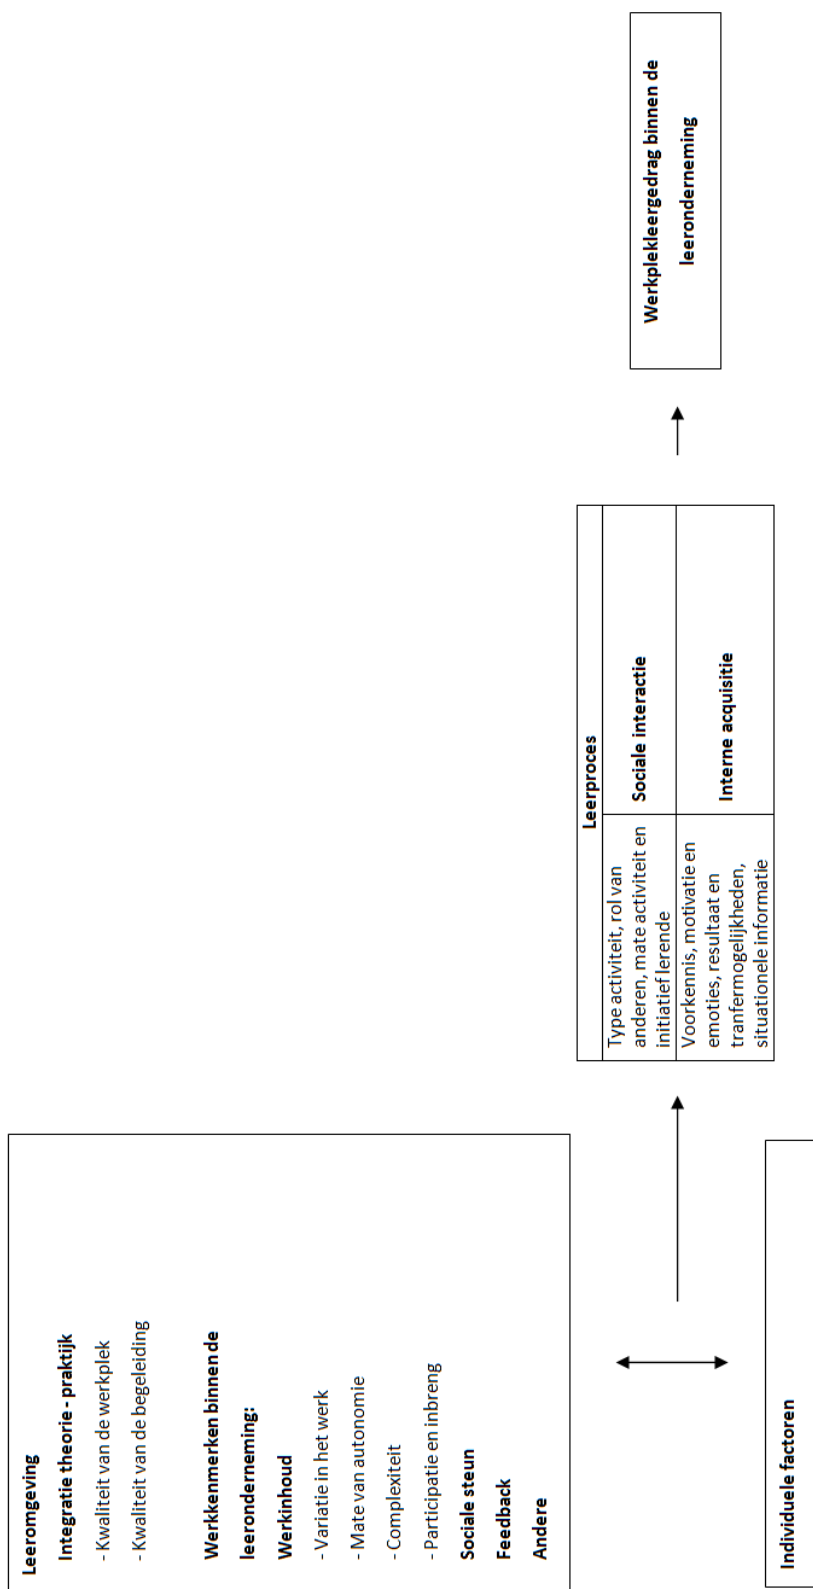 Leeromgeving
Integratie theorie - praktijk
- Kwaliteit van de werkplek
- Kwaliteit van de begeleiding
Werkkenmerken binnen de
leeronderneming:
Werkinhoud
- Variatie in het werk
- Mate van autonomie
- Complexiteit
- Participatie en inbreng
Sociale steun
Feedback
Andere
Individuele factoren
Leerproces
Type activiteit, rol van
anderen, mate activiteit en
initiatief lerende
Sociale interactie
Voorkennis, motivatie en
emoties, resultaat en
tranfermogelijkheden,
situationele informatie
Interne acquisitie
Werkplekleergedrag binnen de
leeronderneming